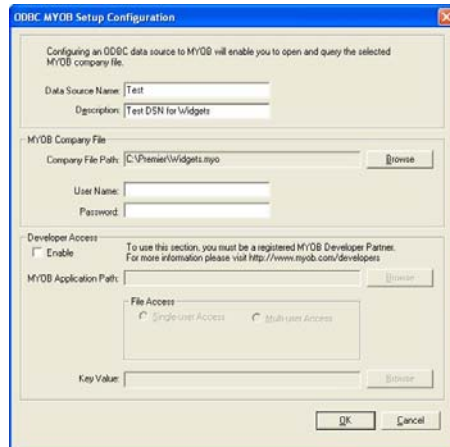 ODBC MYOB Setup Configuration
Configuring an ODBC data source to MYOB will enable you to open and query the selected
MYOB company file.
Data Source Name: Test
Description: Test DSN for Widgets
MYOB Company File
Company File Path: C:\Premier\Widgets.myo
Browse
User Name:
Password:
Developer Access
Enable
To use this section, you must be a registered MYOB Developer Partner.
For more information please visit http://www.myob.com/developers
MYOB Application Path:
Browse
File Access
Single-user Access
Multi-user Access
Key Value:
Browse
OK
Cancel